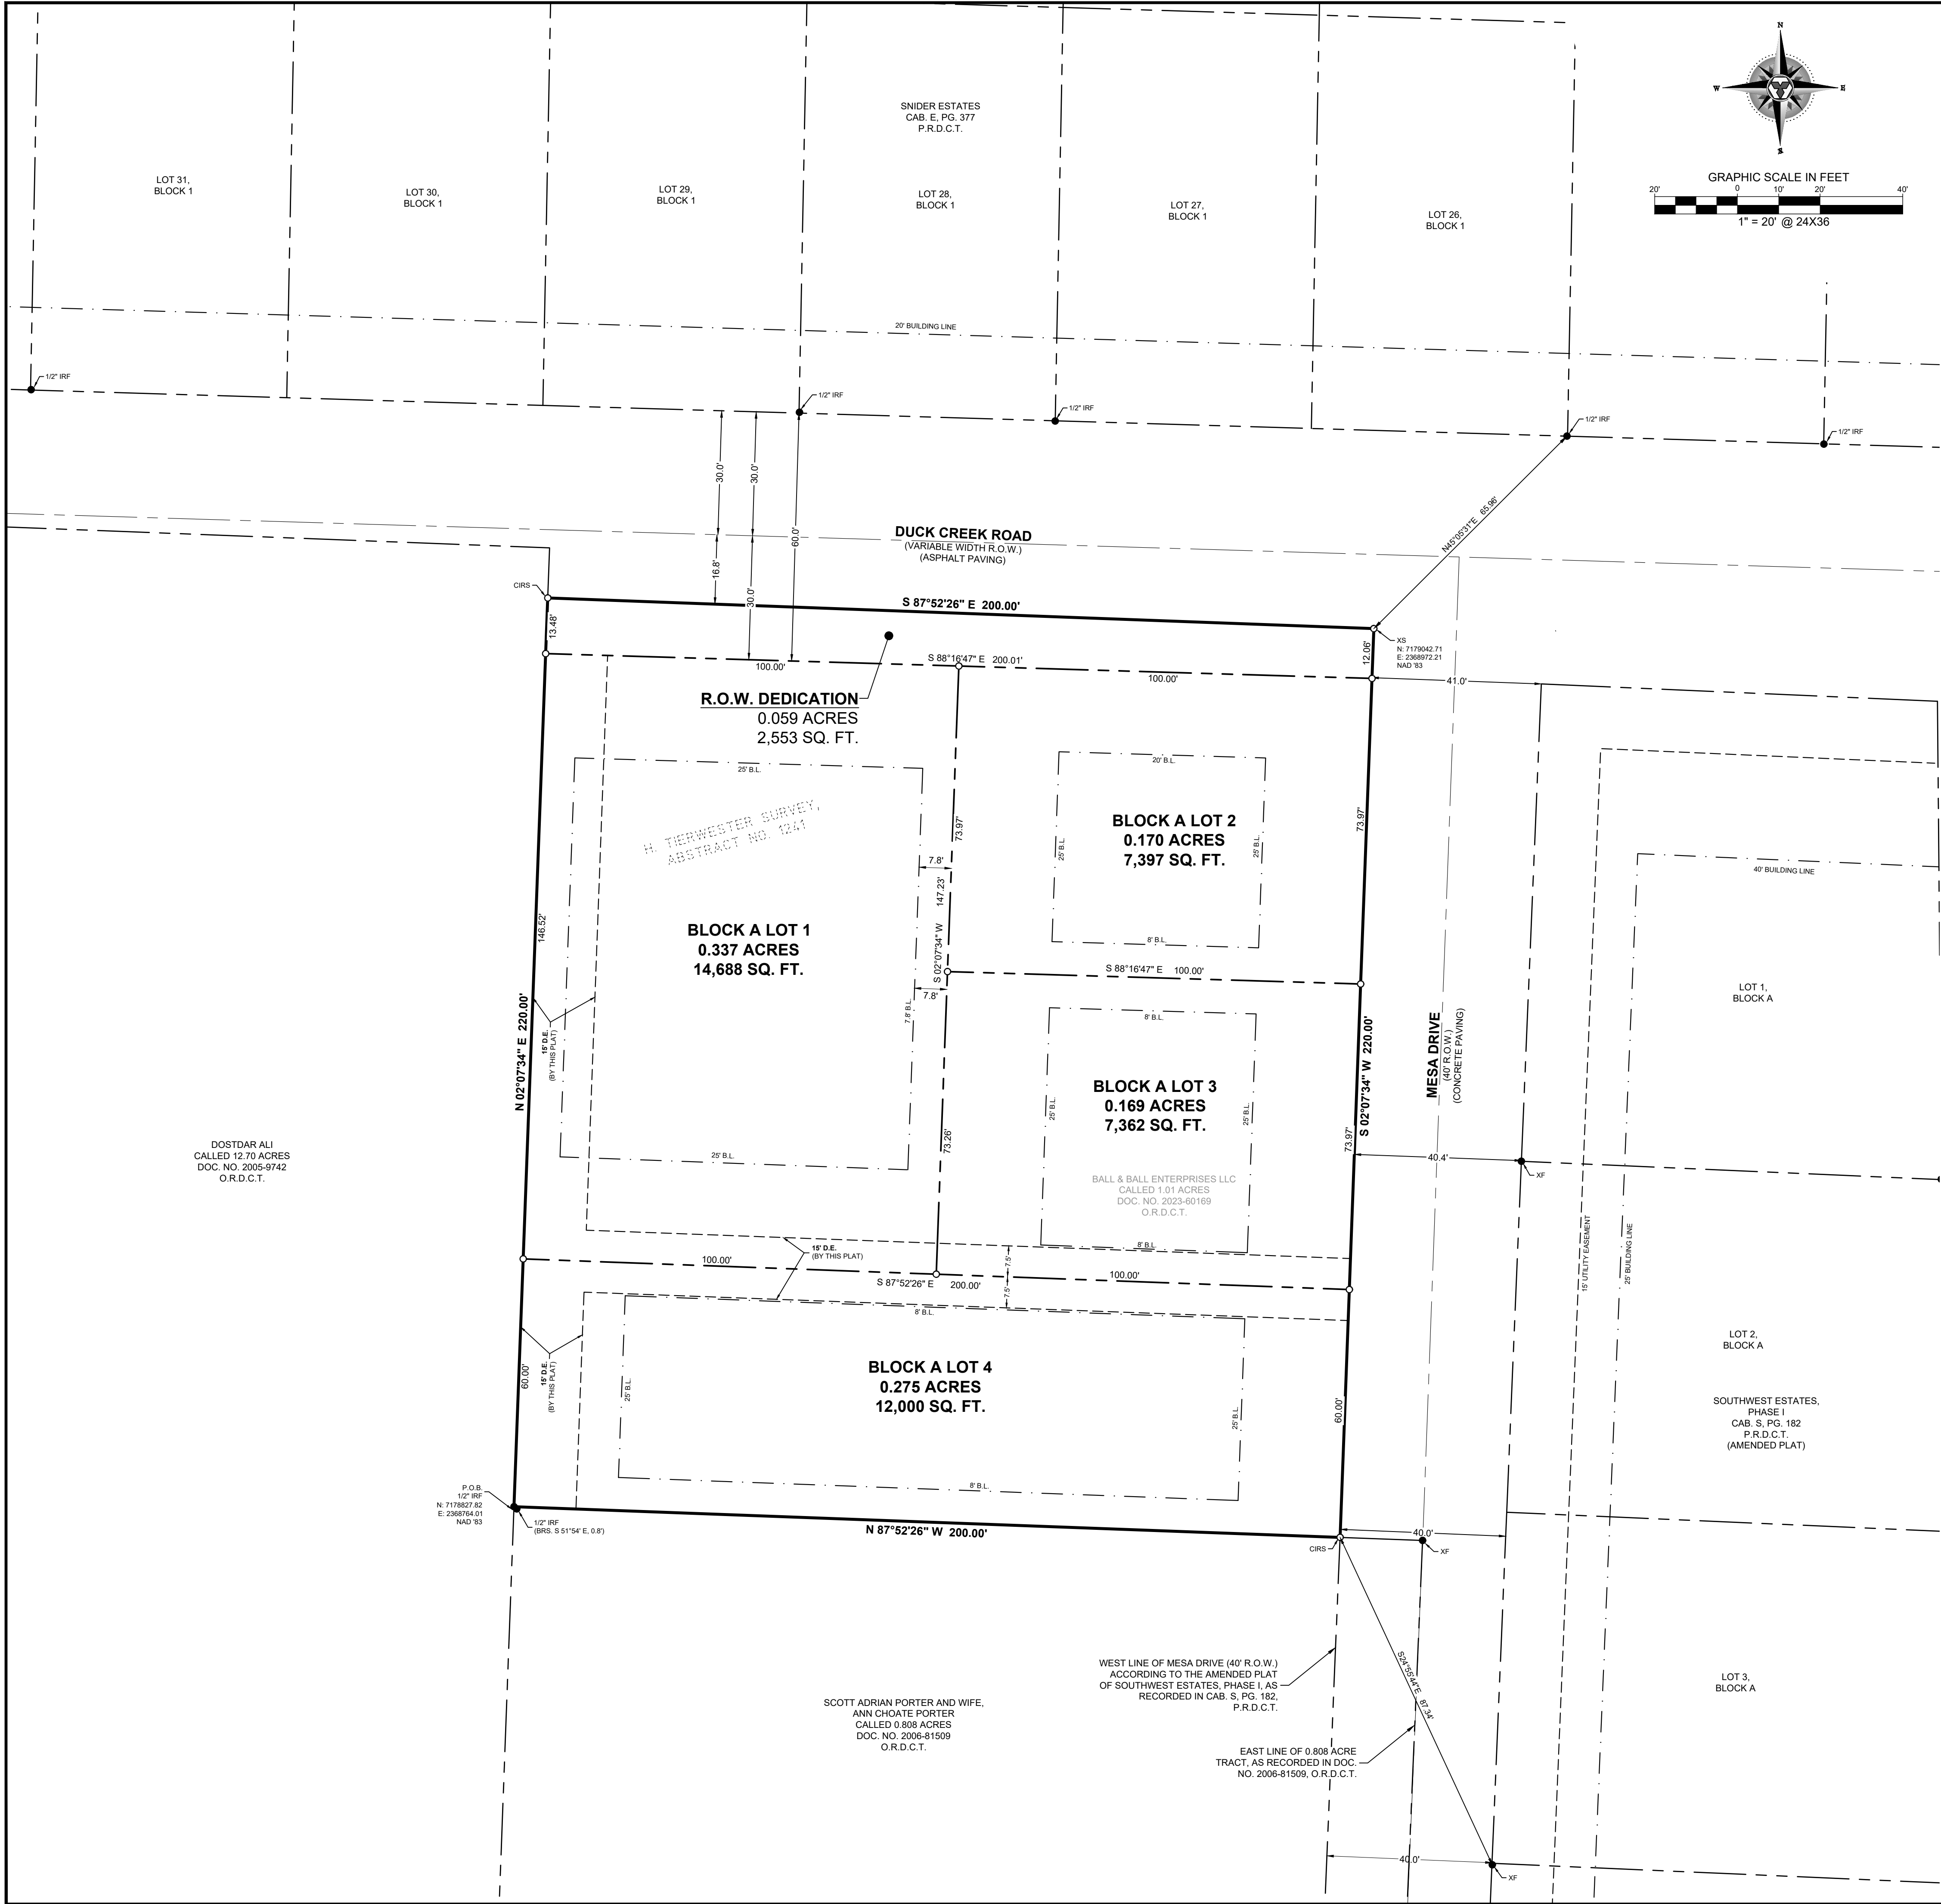 SNIDER ESTATES
CAB. E, PG. 377
P.R.D.C.T.
N
W
E
S
GRAPHIC SCALE IN FEET
20' 0 10' 20' 40'
1" = 20' @ 24X36
LOT 31,
BLOCK 1
LOT 30,
BLOCK 1
LOT 29,
BLOCK 1
LOT 28,
BLOCK 1
LOT 27,
BLOCK 1
LOT 26,
BLOCK 1
20' BUILDING LINE
1/2" IRF
1/2" IRF
1/2" IRF
1/2" IRF
1/2" IRF
30.0'
30.0'
60.0'
16.8'
30.0'
N45°05'31"E 65.96'
DUCK CREEK ROAD
(VARIABLE WIDTH R.O.W.)
(ASPHALT PAVING)
CIRS
S 87°52'26" E 200.00'
13.48'
XS
N: 7179042.71
E: 2368972.21
NAD '83
12.06'
S 88°16'47" E 200.01'
100.00'
100.00'
41.0'
R.O.W. DEDICATION
0.059 ACRES
2,553 SQ. FT.
25' B.L.
H. TIERWESTER SURVEY,
ABSTRACT NO. 1241
20' B.L.
BLOCK A LOT 2
0.170 ACRES
7,397 SQ. FT.
25' B.L.
25' B.L.
8' B.L.
73.97'
73.97'
7.8'
S 02°07'34" W 147.23'
7.8'
7.8' B.L.
BLOCK A LOT 1
0.337 ACRES
14,688 SQ. FT.
146.52'
N 02°07'34" E 220.00'
15' D.E.
(BY THIS PLAT)
25' B.L.
S 88°16'47" E 100.00'
8' B.L.
BLOCK A LOT 3
0.169 ACRES
7,362 SQ. FT.
25' B.L.
25' B.L.
73.26'
73.97'
S 02°07'34" W 220.00'
BALL & BALL ENTERPRISES LLC
CALLED 1.01 ACRES
DOC. NO. 2023-60169
O.R.D.C.T.
8' B.L.
MESA DRIVE
(40' R.O.W.)
(CONCRETE PAVING)
40.4'
XF
40' BUILDING LINE
LOT 1,
BLOCK A
15' UTILITY EASEMENT
25' BUILDING LINE
LOT 2,
BLOCK A
SOUTHWEST ESTATES,
PHASE I
CAB. S, PG. 182
P.R.D.C.T.
(AMENDED PLAT)
LOT 3,
BLOCK A
DOSTDAR ALI
CALLED 12.70 ACRES
DOC. NO. 2005-9742
O.R.D.C.T.
15' D.E.
(BY THIS PLAT)
100.00'
S 87°52'26" E 200.00'
100.00'
7.5'
7.5'
8' B.L.
BLOCK A LOT 4
0.275 ACRES
12,000 SQ. FT.
25' B.L.
25' B.L.
8' B.L.
60.00'
15' D.E.
(BY THIS PLAT)
60.00'
P.O.B.
1/2" IRF
N: 7178827.82
E: 2368764.01
NAD '83
1/2" IRF
(BRS. S 51°54' E, 0.8')
N 87°52'26" W 200.00'
CIRS
40.0'
XF
S24°55'44"E 87.34'
WEST LINE OF MESA DRIVE (40' R.O.W.)
ACCORDING TO THE AMENDED PLAT
OF SOUTHWEST ESTATES, PHASE I, AS
RECORDED IN CAB. S, PG. 182,
P.R.D.C.T.
SCOTT ADRIAN PORTER AND WIFE,
ANN CHOATE PORTER
CALLED 0.808 ACRES
DOC. NO. 2006-81509
O.R.D.C.T.
EAST LINE OF 0.808 ACRE
TRACT, AS RECORDED IN DOC.
NO. 2006-81509, O.R.D.C.T.
40.0'
XF